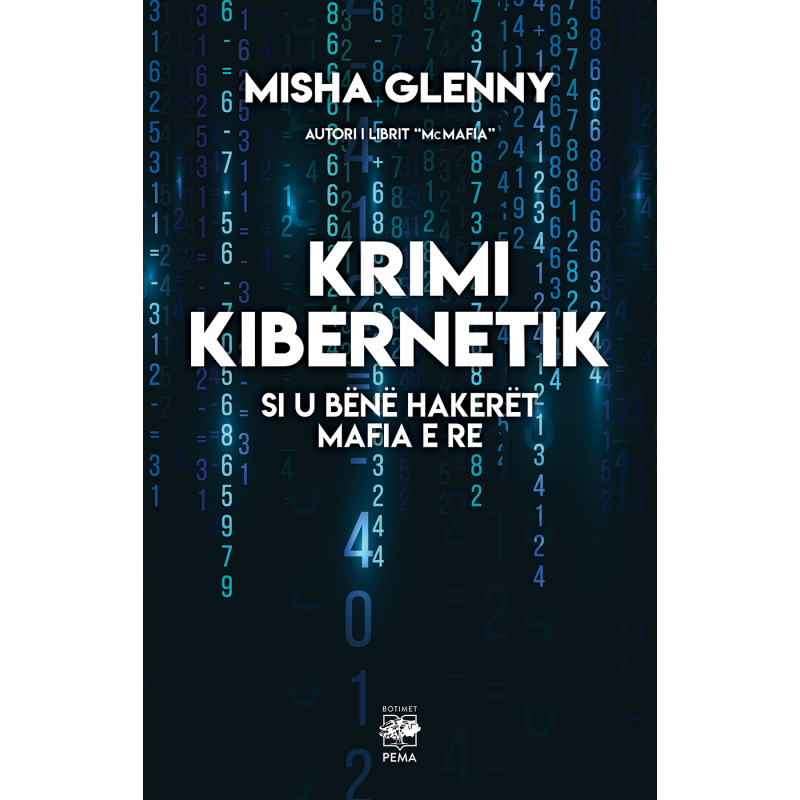 MISHA GLENNY
AUTORI I LIBRIT “McMAFIA”
KRIMI
KIBERNETIK
SI U BËNË HAKERËT
MAFIA E RE
BOTIMET
PEMA